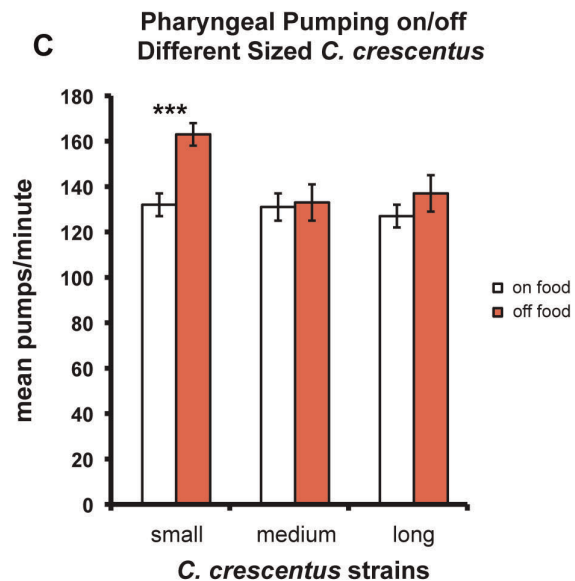 C
Pharyngeal Pumping on/off
Different Sized C. crescentus
mean pumps/minute
180
160
140
120
100
80
60
40
20
0
***
small medium long
C. crescentus strains
on food
off food